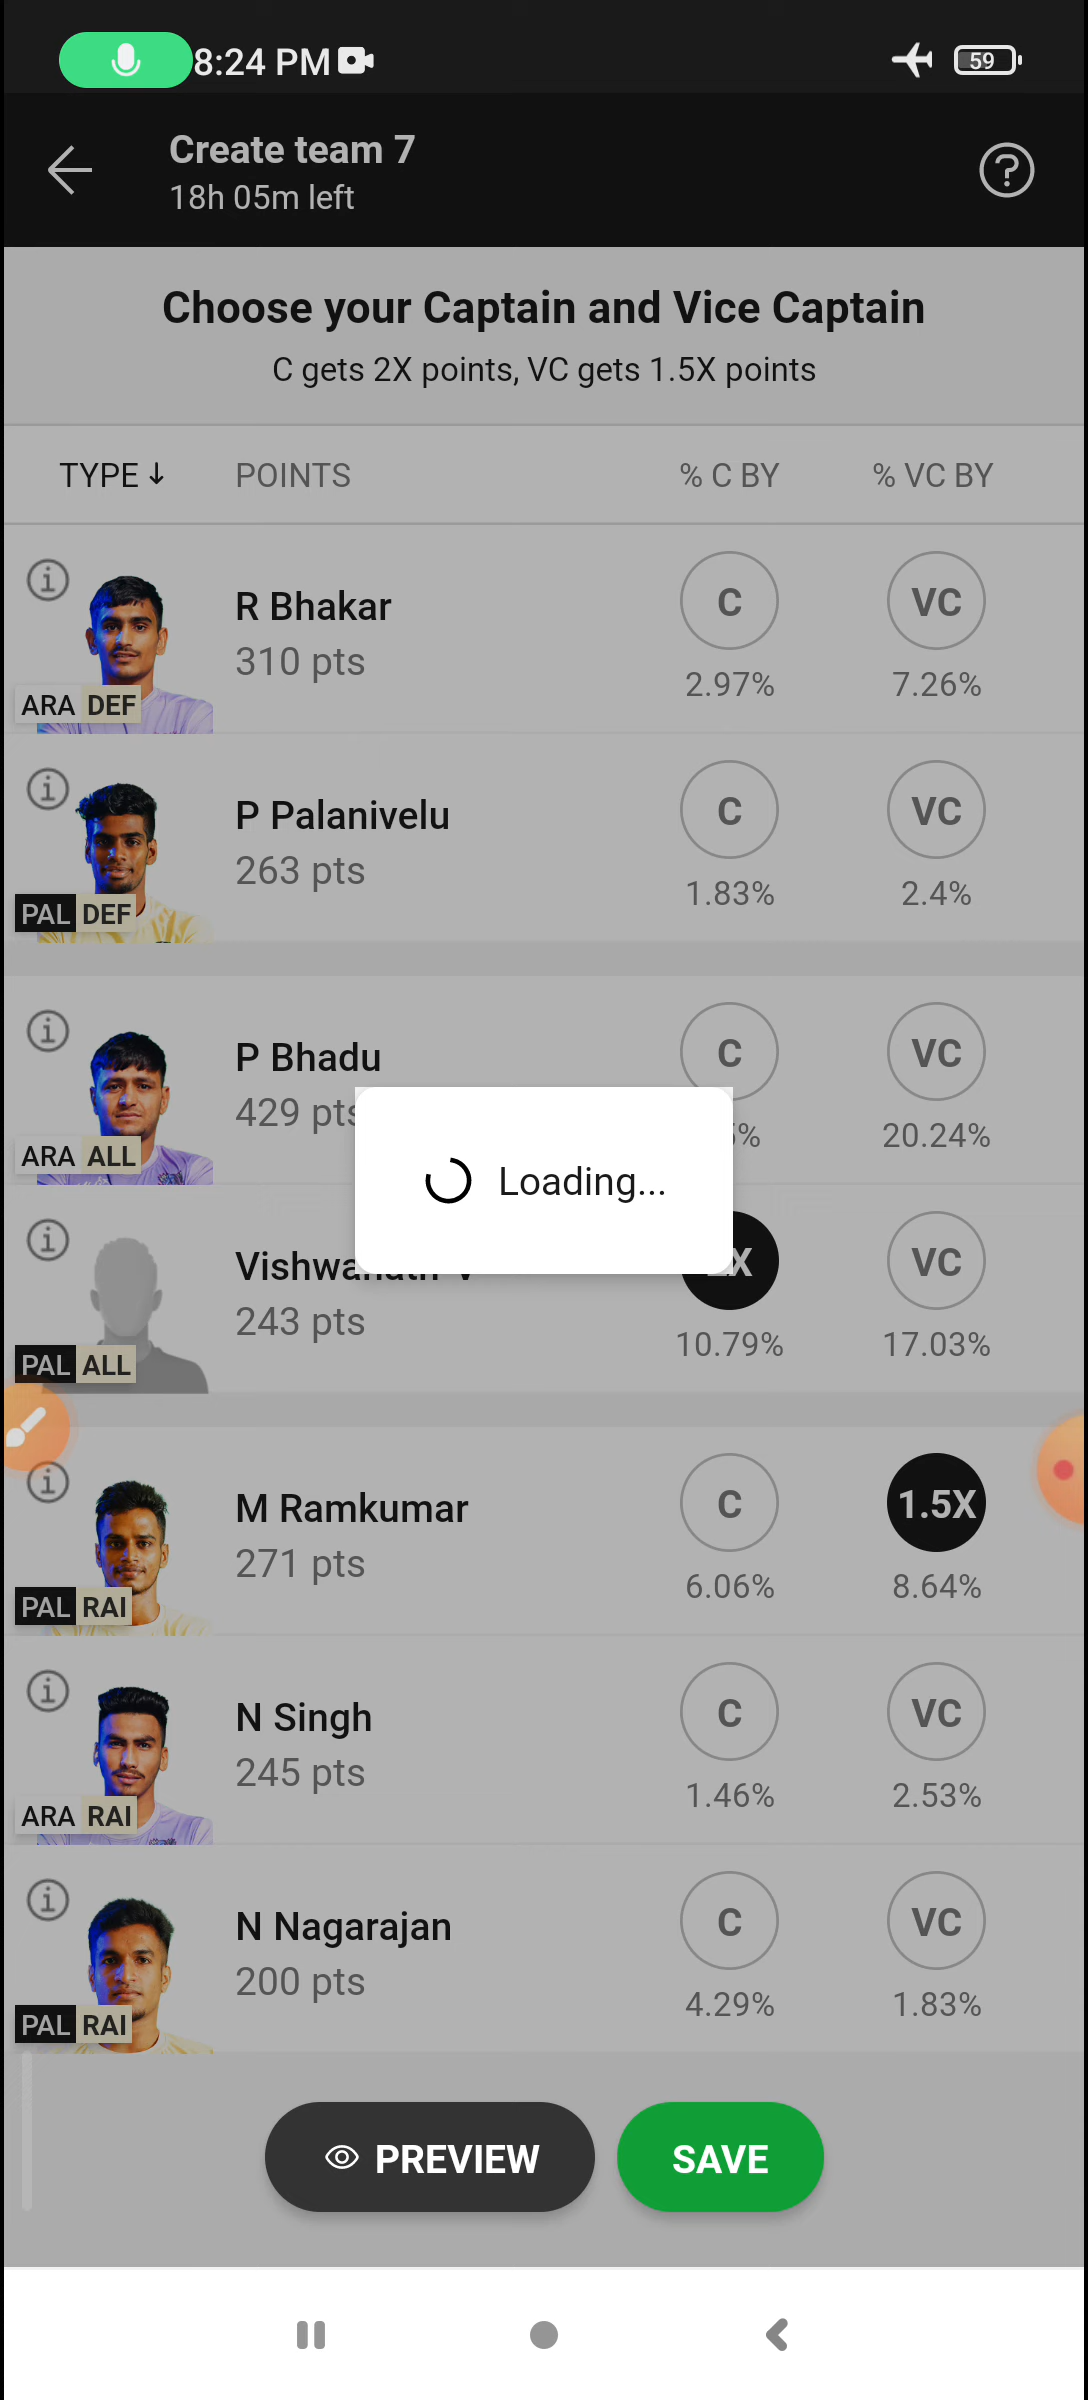 8:24 PM
59
Create team 7
18h 05m left
Choose your Captain and Vice Captain
C gets 2X points, VC gets 1.5X points
TYPE POINTS % C BY % VC BY
R Bhakar
310 pts
ARA DEF
C
2.97%
VC
7.26%
P Palanivelu
263 pts
PAL DEF
C
1.83%
VC
2.4%
P Bhadu
429 pts
ARA ALL
C
VC
20.24%
Loading...
243 pts
PAL ALL
10.79%
VC
17.03%
M Ramkumar
271 pts
PAL RAI
C
6.06%
1.5X
8.64%
N Singh
245 pts
ARA RAI
C
1.46%
VC
2.53%
N Nagarajan
200 pts
PAL RAI
C
4.29%
VC
1.83%
PREVIEW
SAVE